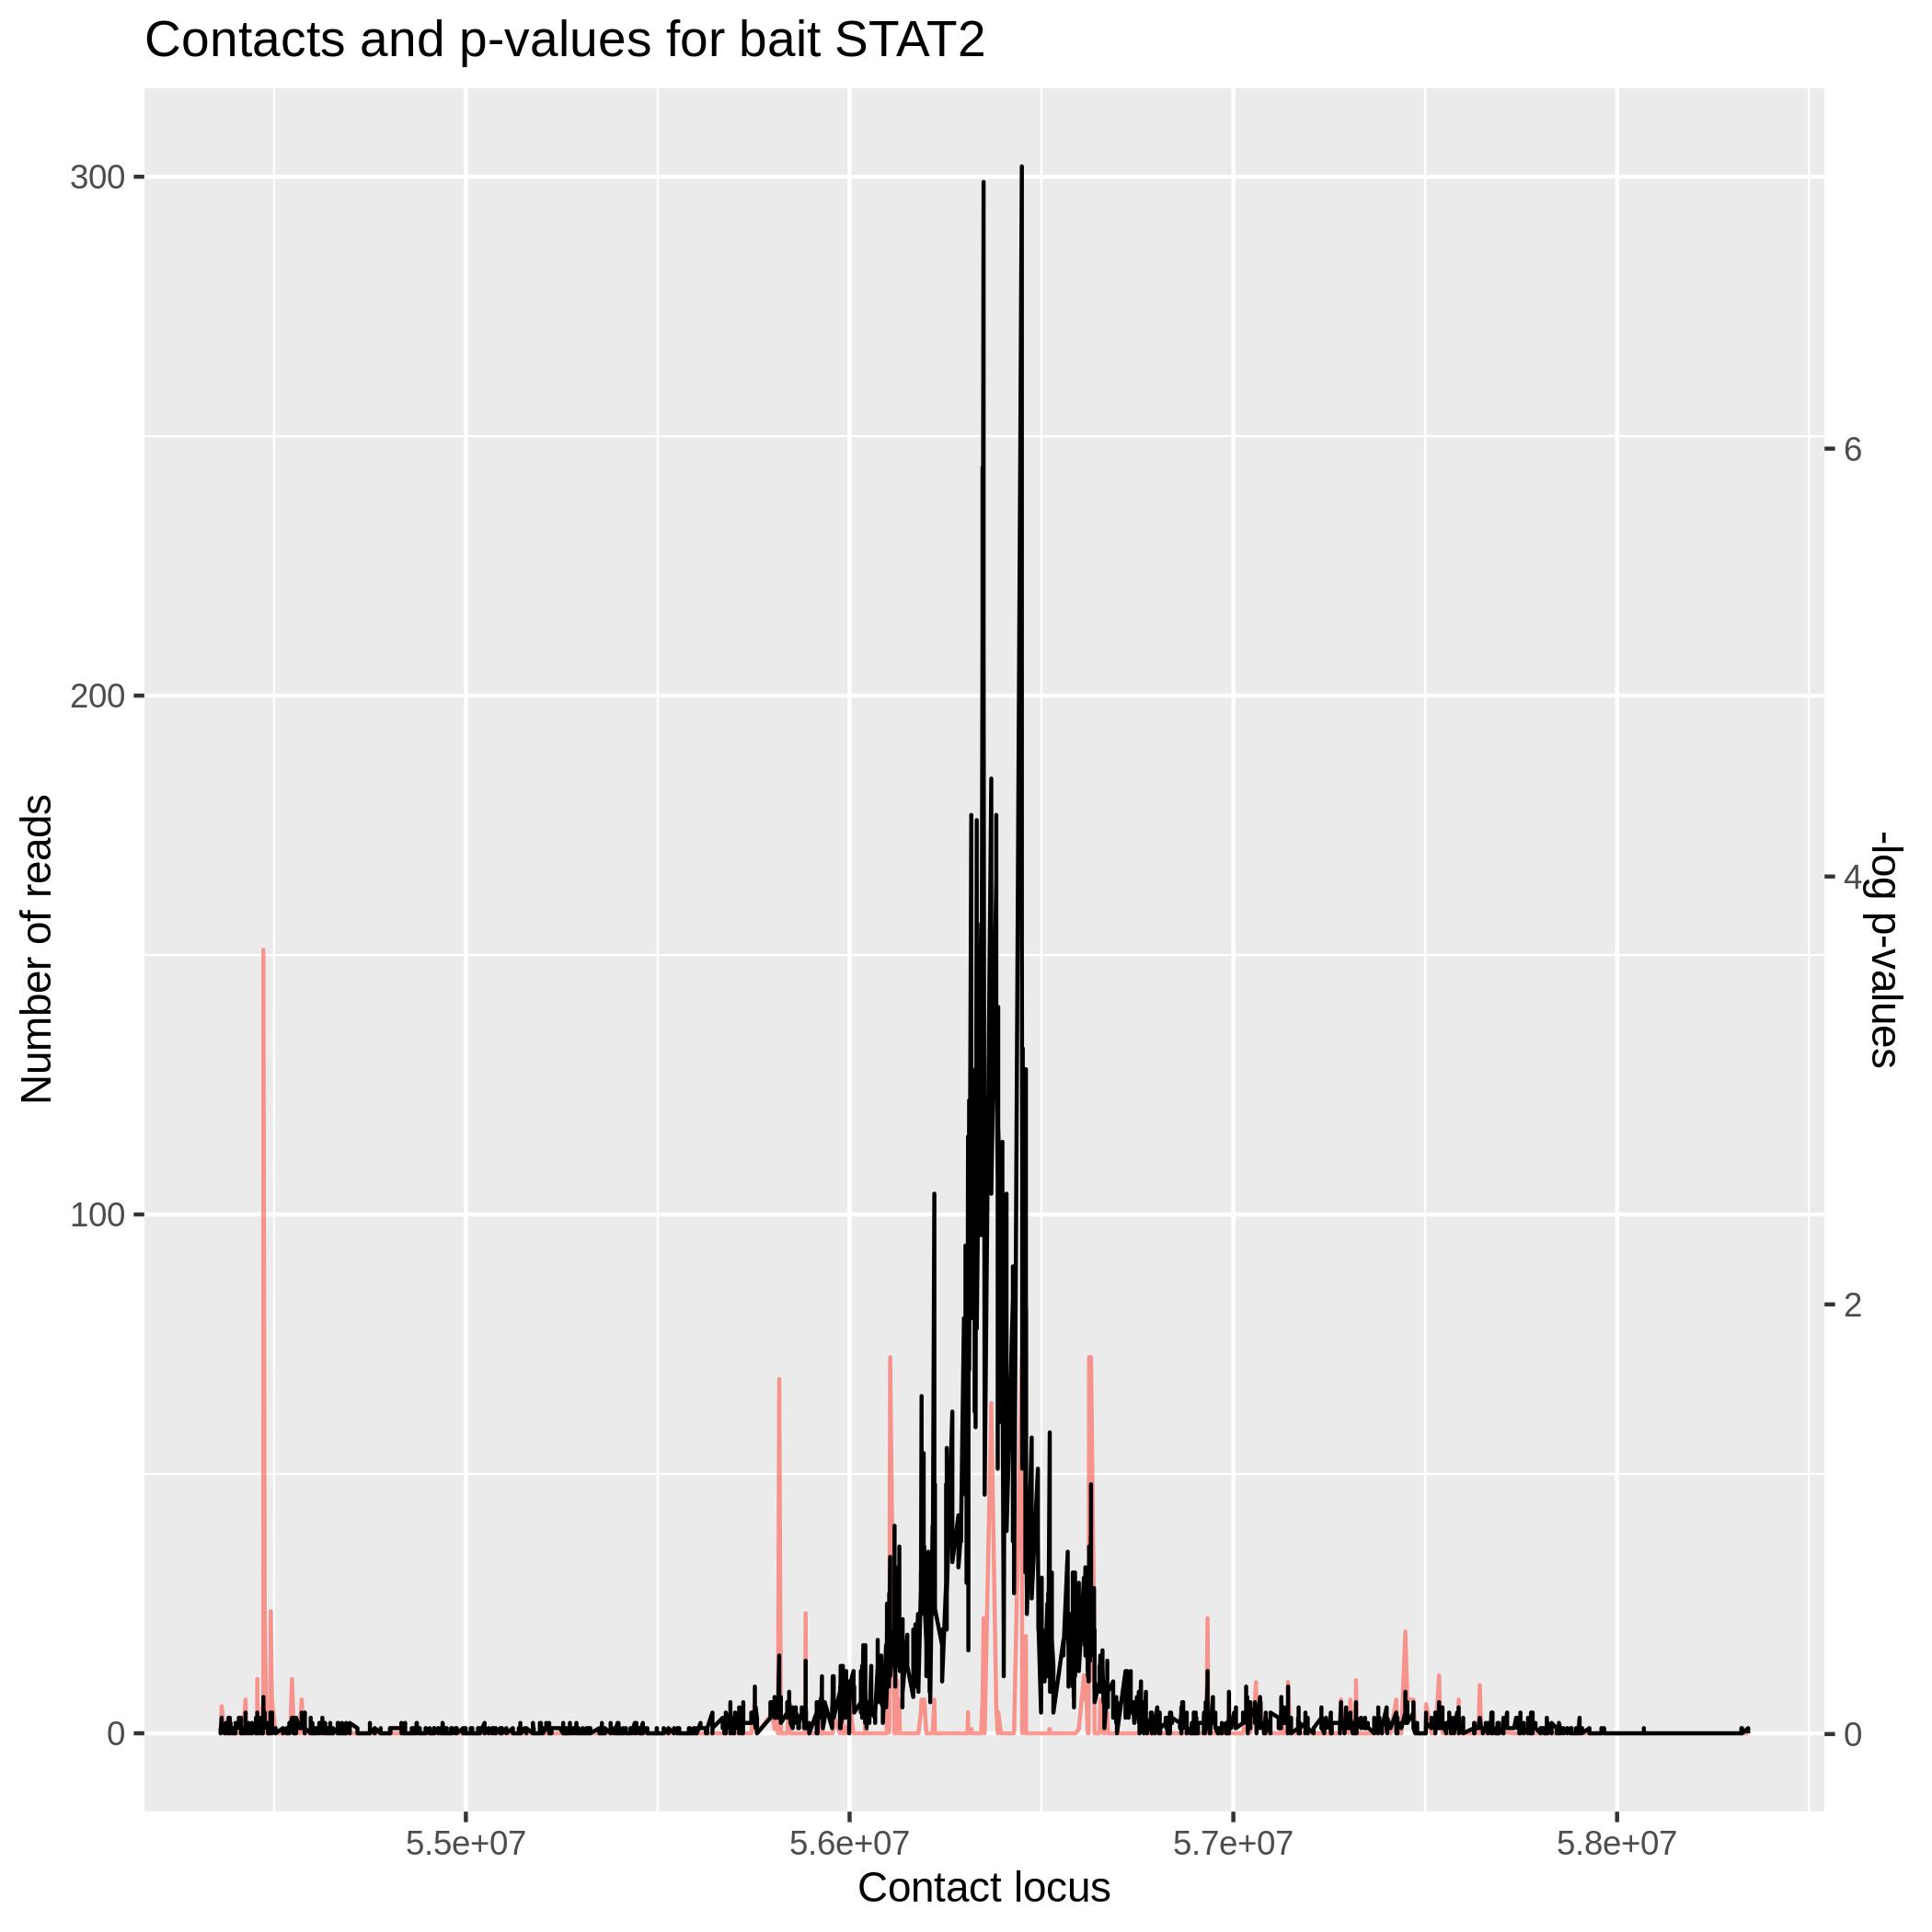 Contacts and p-values for bait STAT2
300
200
100
0
Number of reads
6
4
2
0
-log p-values
5.5e+07
5.6e+07
5.7e+07
5.8e+07
Contact locus